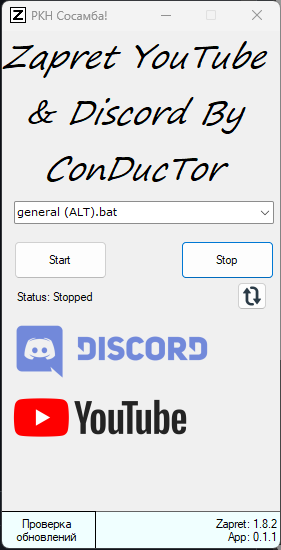 Z РКН Сосамба!
Zapret YouTube
& Discord By
ConDucTor
general (ALT).bat
Start Stop
Status: Stopped
DISCORD
YouTube
Проверка
обновлений
Zapret: 1.8.2
App: 0.1.1